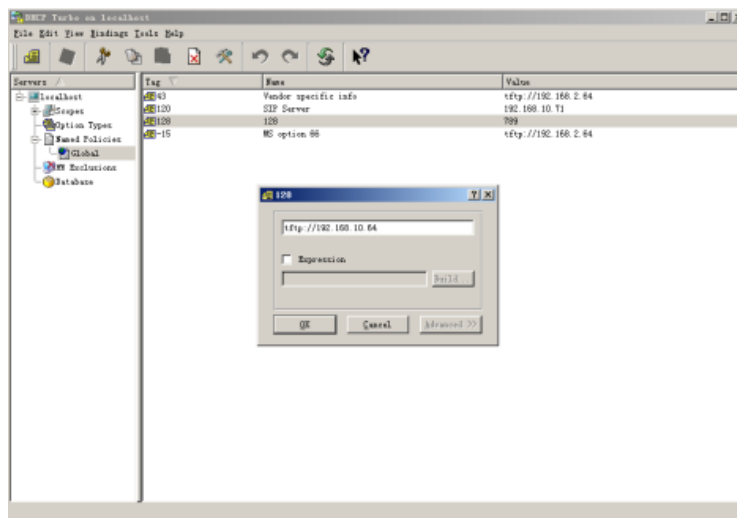 DHCP Turbo on localhost
File Edit View Bindings Tools Help
Servers Tag Name Value
localhost
Scopes
Option Types
Named Policies
Global
HW Exclusions
Database
43 Vendor specific info tftp://192.168.2.64
120 SIP Server 192.168.10.71
128 128 789
-15 MS option 66 tftp://192.168.2.64
128
tftp://192.168.10.64
Expression
Build...
OK Cancel Advanced >>